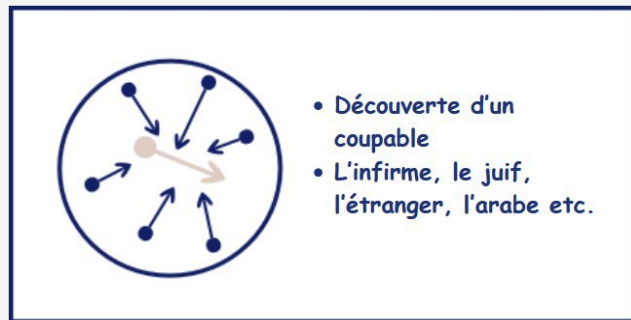 • Découverte d'un
coupable
• L'infirme, le juif,
l'étranger, l'arabe etc.